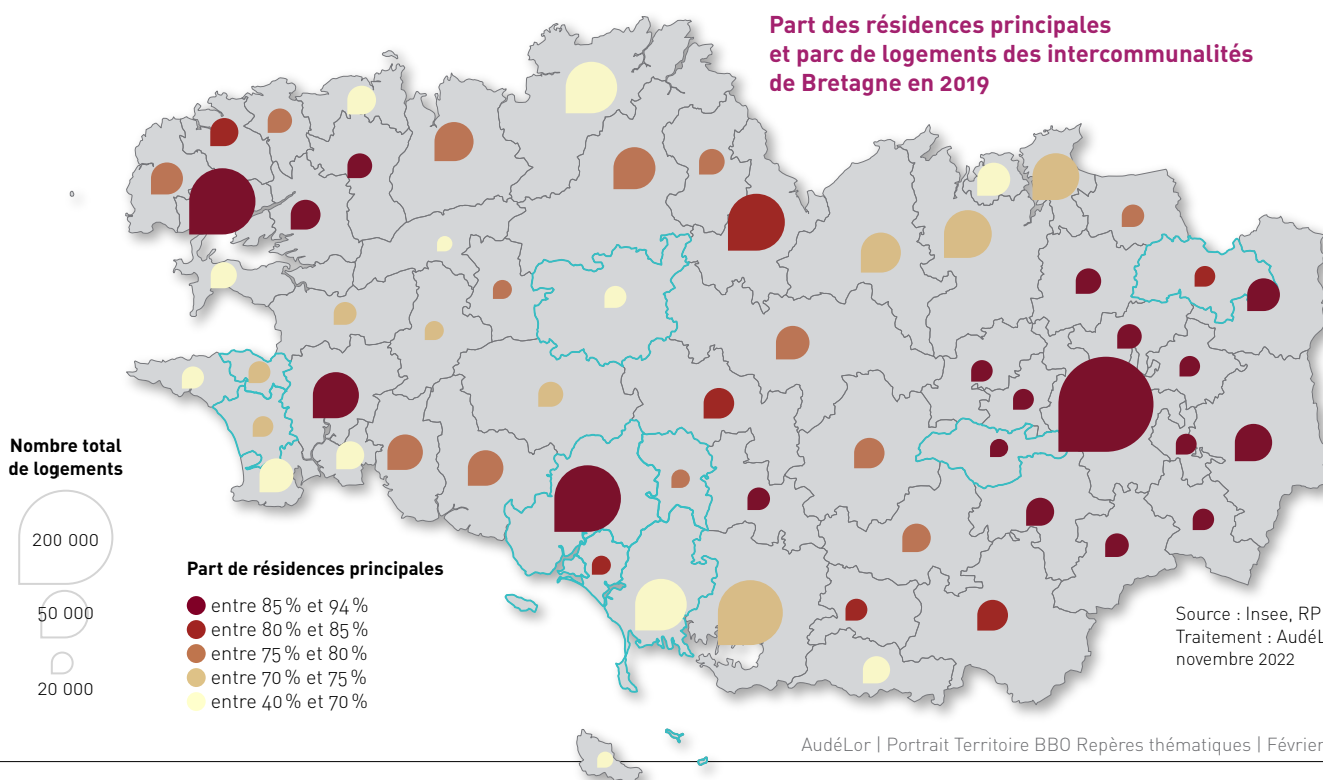 Part des résidences principales
et parc de logements des intercommunalités
de Bretagne en 2019
Nombre total
de logements
200 000
50 000
20 000
Part de résidences principales
entre 85 % et 94 %
entre 80 % et 85 %
entre 75 % et 80 %
entre 70 % et 75 %
entre 40 % et 70 %
Source : Insee, RP
Traitement : AudéL
novembre 2022
AudéLor | Portrait Territoire BBO Repères thématiques | Février